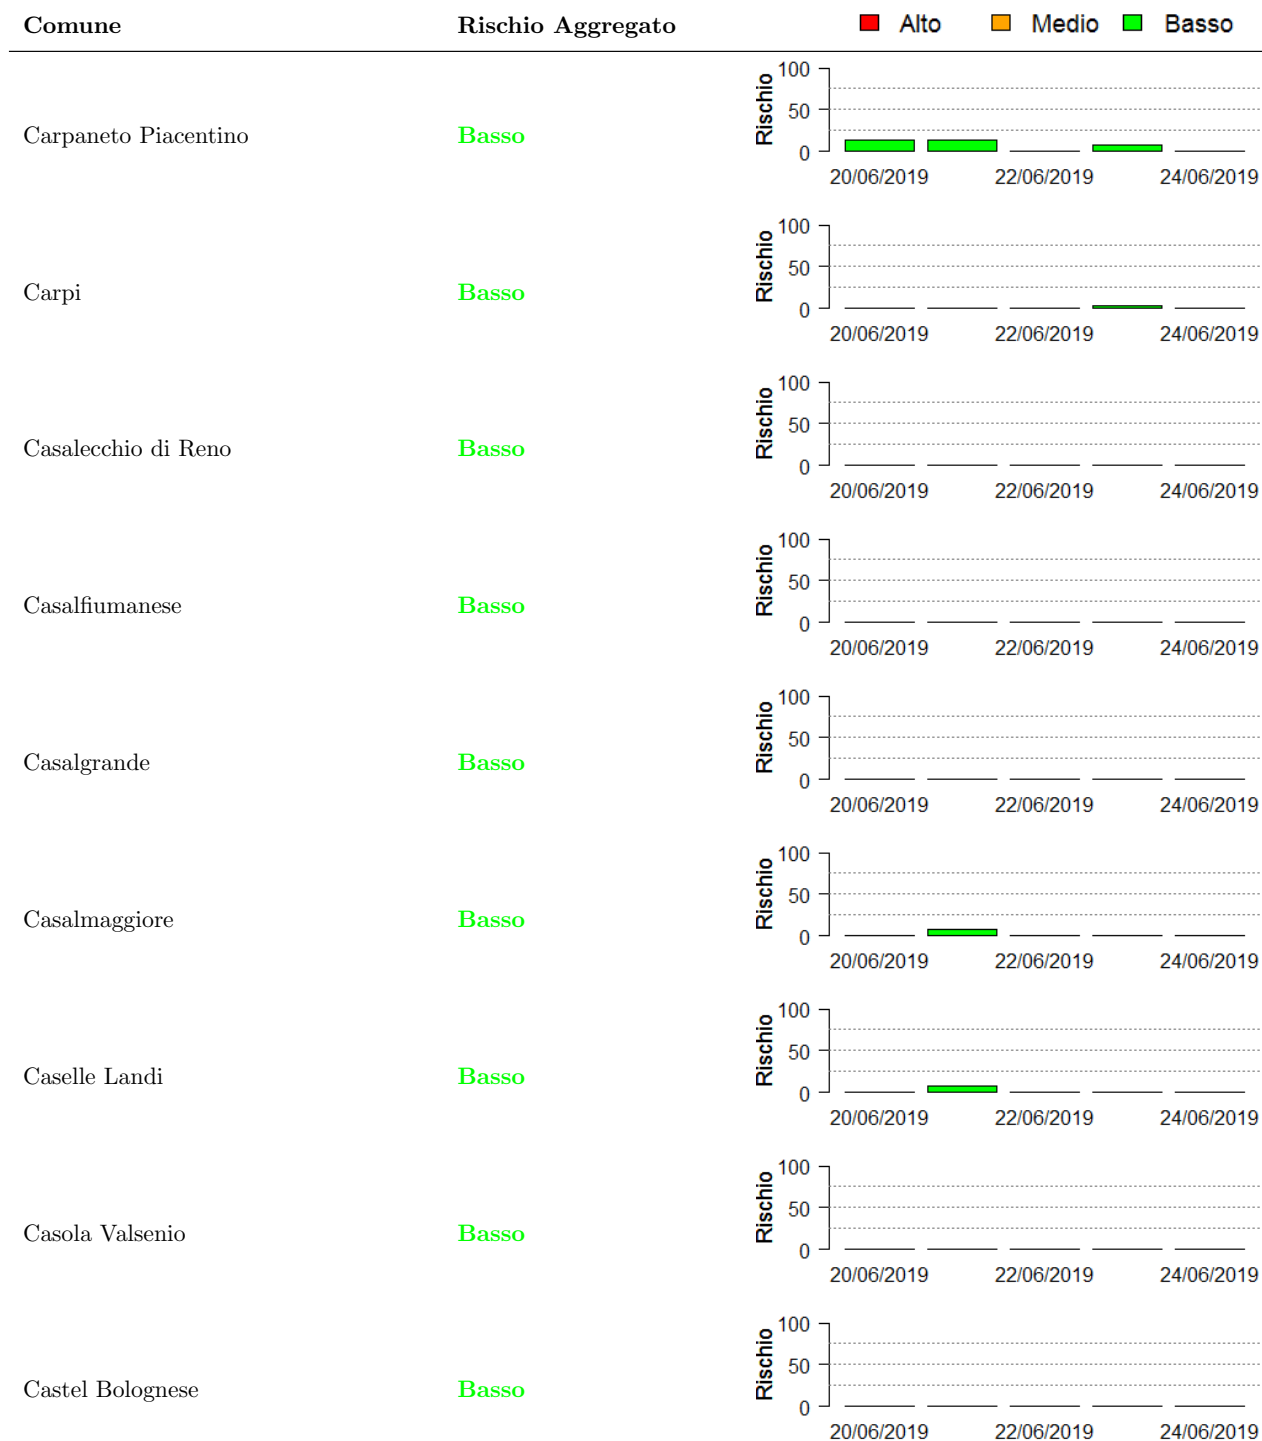 Comune Rischio Aggregato Alto Medio Basso
Carpaneto Piacentino Basso
Rischio
100
50
0
20/06/2019 22/06/2019 24/06/2019
Carpi Basso
Rischio
100
50
0
20/06/2019 22/06/2019 24/06/2019
Casalecchio di Reno Basso
Rischio
100
50
0
20/06/2019 22/06/2019 24/06/2019
Casalfiumanese Basso
Rischio
100
50
0
20/06/2019 22/06/2019 24/06/2019
Casalgrande Basso
Rischio
100
50
0
20/06/2019 22/06/2019 24/06/2019
Casalmaggiore Basso
Rischio
100
50
0
20/06/2019 22/06/2019 24/06/2019
Caselle Landi Basso
Rischio
100
50
0
20/06/2019 22/06/2019 24/06/2019
Casola Valsenio Basso
Rischio
100
50
0
20/06/2019 22/06/2019 24/06/2019
Castel Bolognese Basso
Rischio
100
50
0
20/06/2019 22/06/2019 24/06/2019